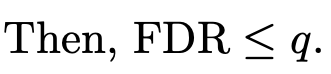 Then, FDR ≤ q.